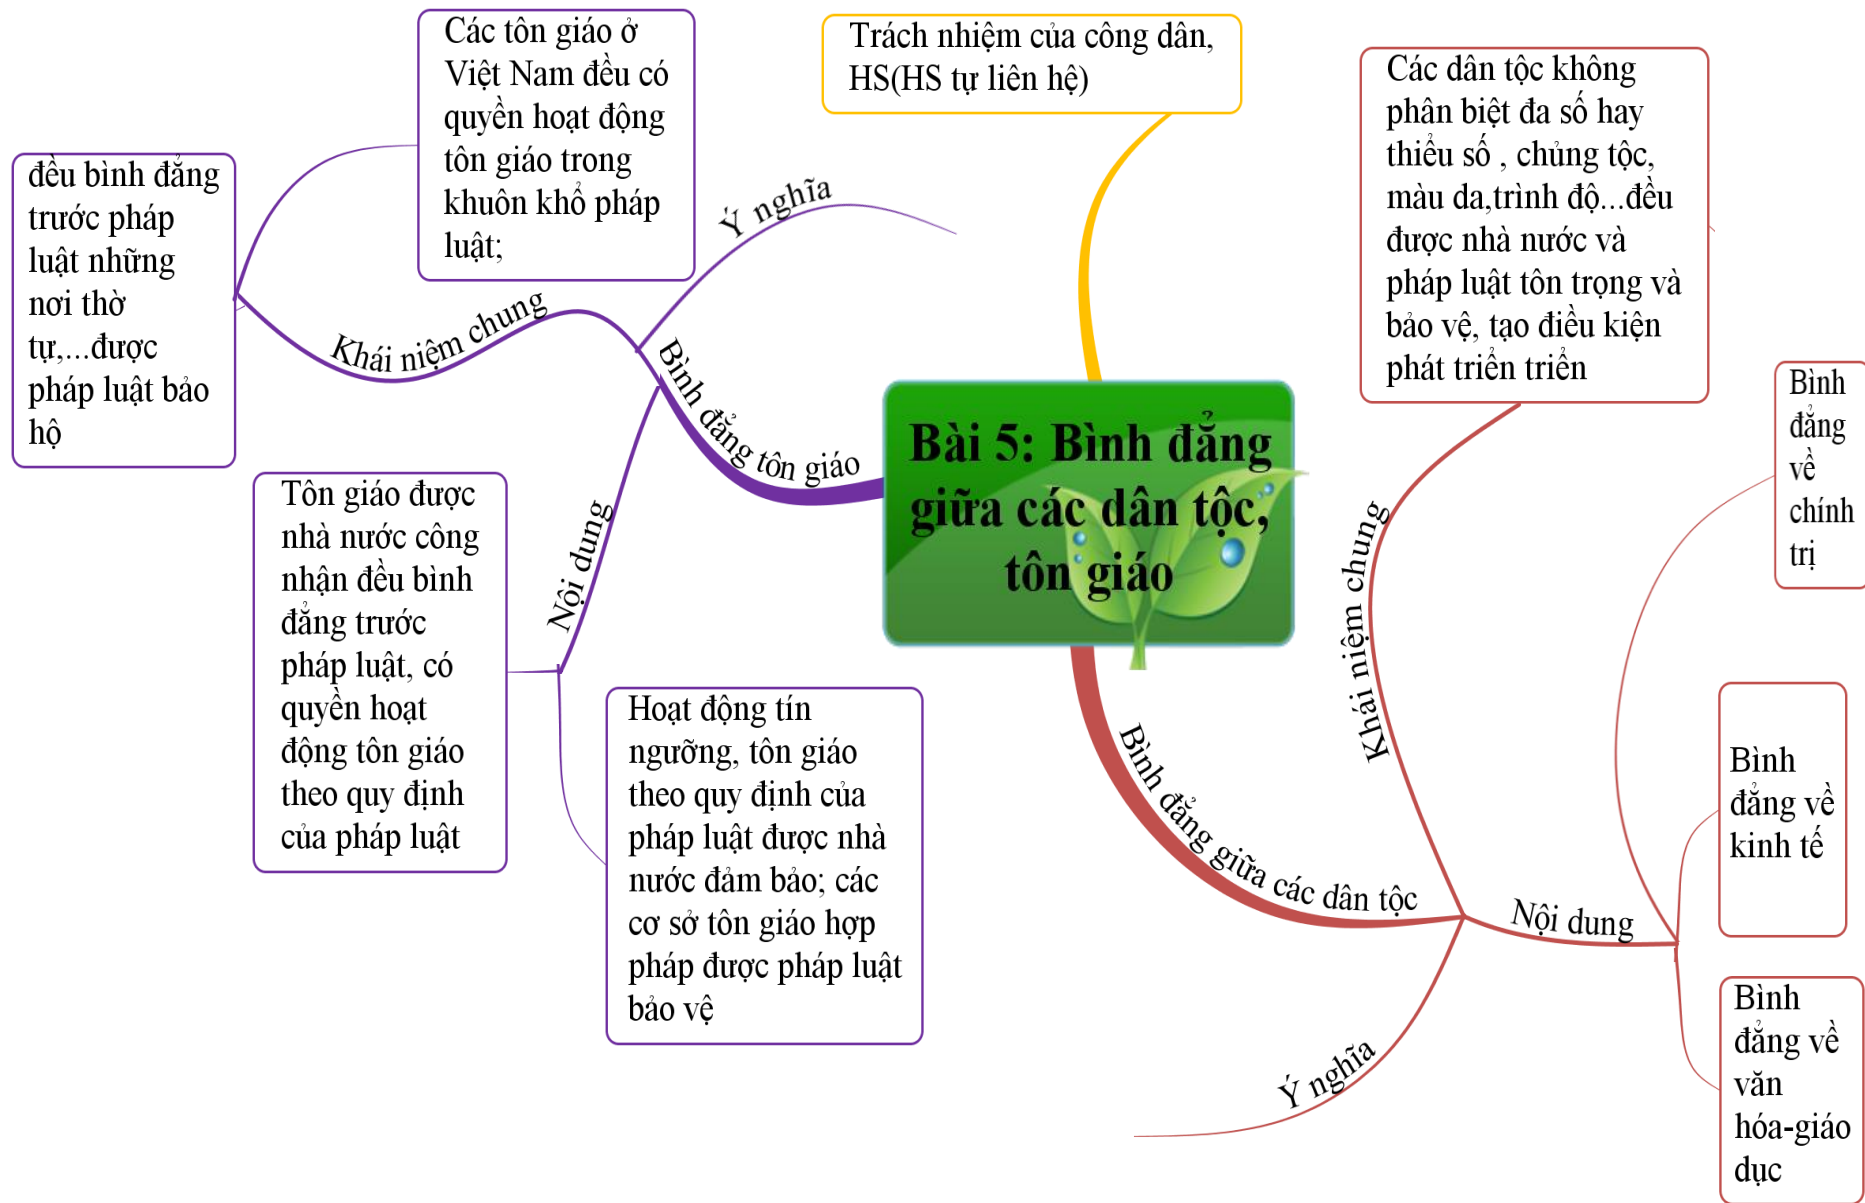 Bài 5: Bình đẳng
giữa các dân tộc,
tôn giáo
Trách nhiệm của công dân,
HS(HS tự liên hệ)
Bình đẳng tôn giáo
Ý nghĩa
Khái niệm chung
Các tôn giáo ở
Việt Nam đều có
quyền hoạt động
tôn giáo trong
khuôn khổ pháp
luật;
đều bình đẳng
trước pháp
luật những
nơi thờ
tự,...được
pháp luật bảo
hộ
Nội dung
Tôn giáo được
nhà nước công
nhận đều bình
đẳng trước
pháp luật, có
quyền hoạt
động tôn giáo
theo quy định
của pháp luật
Hoạt động tín
ngưỡng, tôn giáo
theo quy định của
pháp luật được nhà
nước đảm bảo; các
cơ sở tôn giáo hợp
pháp được pháp luật
bảo vệ
Bình đẳng giữa các dân tộc
Khái niệm chung
Các dân tộc không
phân biệt đa số hay
thiểu số , chủng tộc,
màu da,trình độ...đều
được nhà nước và
pháp luật tôn trọng và
bảo vệ, tạo điều kiện
phát triển triển
Nội dung
Bình
đẳng
về
chính
trị
Bình
đẳng về
kinh tế
Bình
đẳng về
văn
hóa-giáo
dục
Ý nghĩa